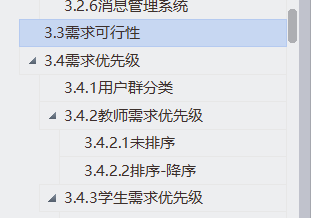 3.2.6消息管理系统
3.3需求可行性
3.4需求优先级
3.4.1用户群分类
3.4.2教师需求优先级
3.4.2.1未排序
3.4.2.2排序-降序
3.4.3学生需求优先级